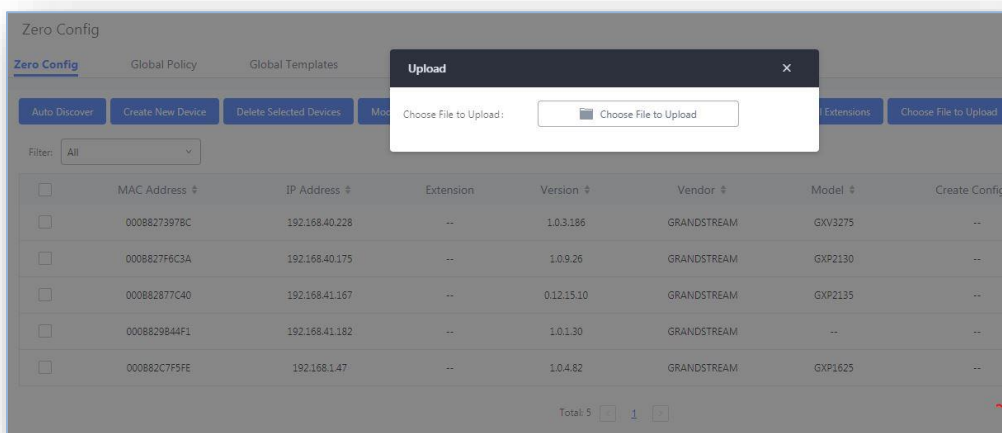 Zero Config
Zero Config Global Policy Global Templates
Upload ×
Auto Discover Create New Device Delete Selected Devices Choose File to Upload: Choose File to Upload Extensions Choose File to Upload
Filter: All
MAC Address IP Address Extension Version Vendor Model Create Config
000B827397BC 192.168.40.228 -- 1.0.3.186 GRANDSTREAM GXV3275 --
000B827F6C3A 192.168.40.175 -- 1.0.9.26 GRANDSTREAM GXP2130 --
000B82877C40 192.168.41.167 -- 0.12.15.10 GRANDSTREAM GXP2135 --
000B829B44F1 192.168.41.182 -- 1.0.1.30 GRANDSTREAM -- --
000B82C7F5FE 192.168.1.47 -- 1.0.4.82 GRANDSTREAM GXP1625 --
Total: 5 < 1 >